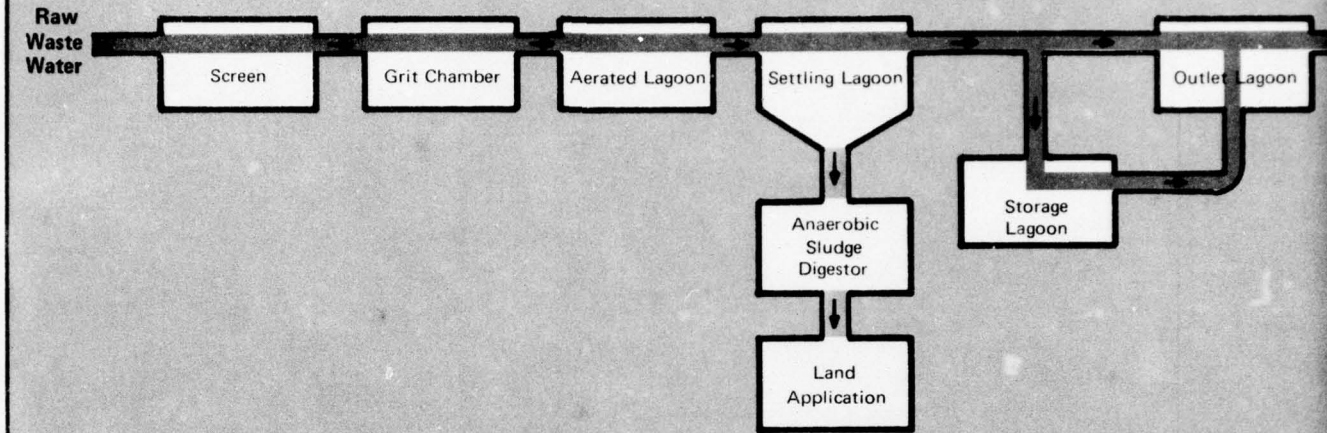 Raw
Waste
Water
Screen
Grit Chamber
Aerated Lagoon
Settling Lagoon
Outlet Lagoon
Storage
Lagoon
Anaerobic
Sludge
Digestor
Land
Application